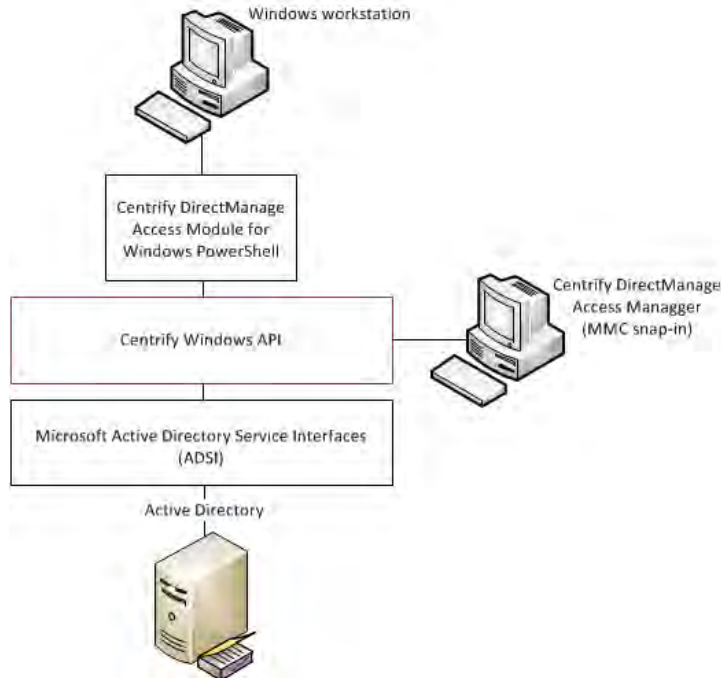 Windows workstation
Centrify DirectManage
Access Module for
Windows PowerShell
Centrify Windows API
Centrify DirectManage
Access Managger
(MMC snap-in)
Microsoft Active Directory Service Interfaces
(ADSI)
Active Directory